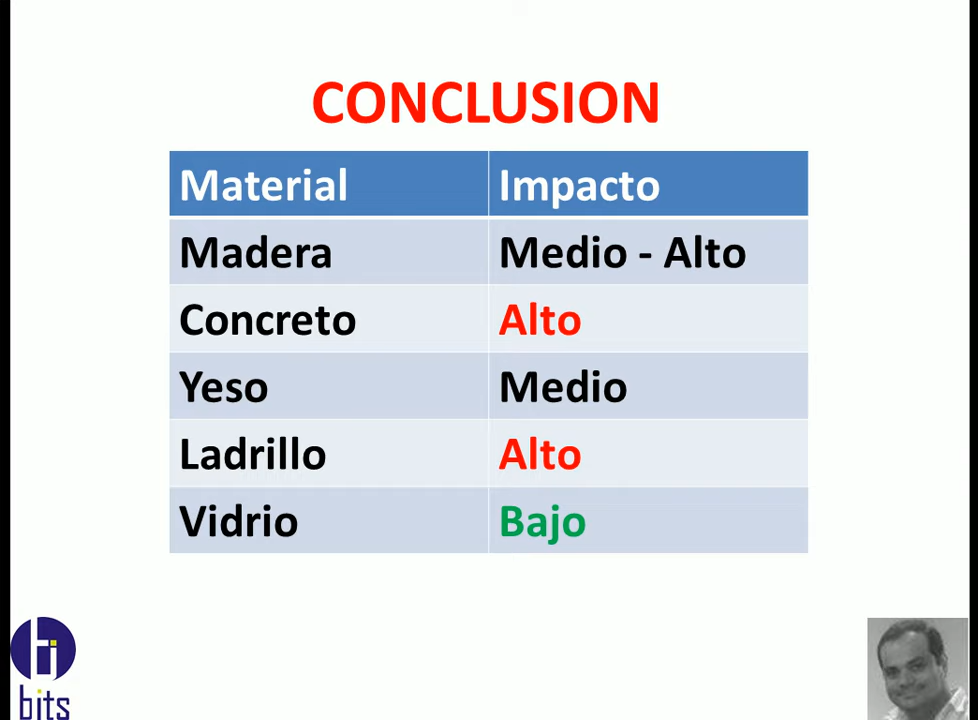 CONCLUSION
Material Impacto
Madera Medio - Alto
Concreto Alto
Yeso Medio
Ladrillo Alto
Vidrio Bajo
bits